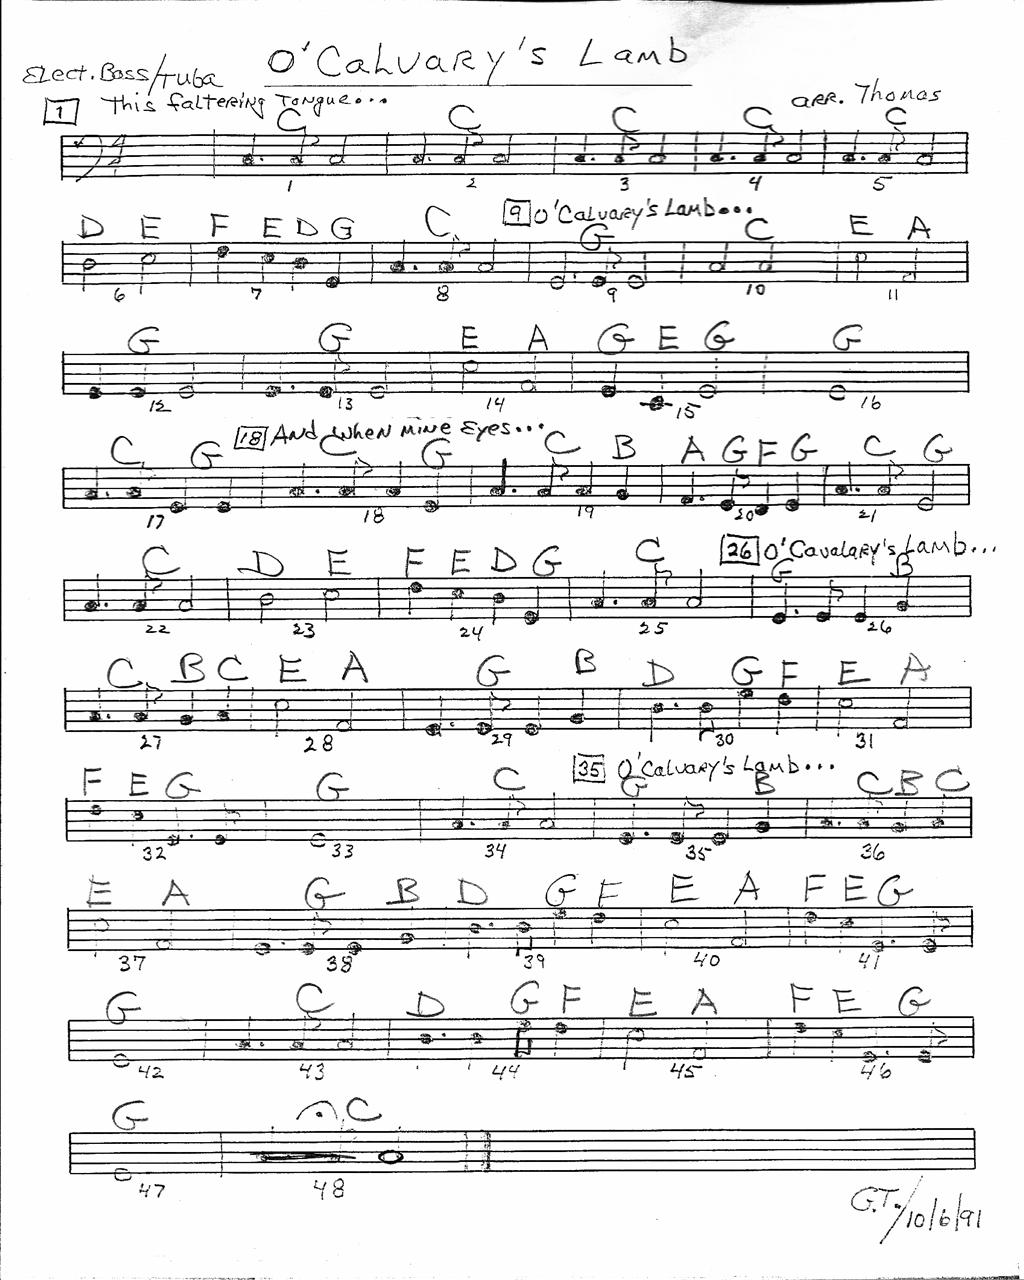 O'Calvary's Lamb
Elect. Bass/Tuba
1 This faltering Tongue...
arr. Thomas
C C C C C
1 2 3 4 5
9 O'Calvary's Lamb...
D E F E D G C G C E A
6 7 8 9 10 11
G G E A G E G G
12 13 14 15 16
18 And when mine eyes...
C G C G C B A G F G C G
17 18 19 20 21
26 O'Cavalary's Lamb...
C D E F E D G C G B
22 23 24 25 26
C B C E A G B D G F E A
27 28 29 30 31
35 O'Calvary's Lamb...
F E G G C G B C B C
32 33 34 35 36
E A G B D G F E A F E G
37 38 39 40 41
G C D G F E A F E G
42 43 44 45 46
G C
47 48
G.T./10/6/91